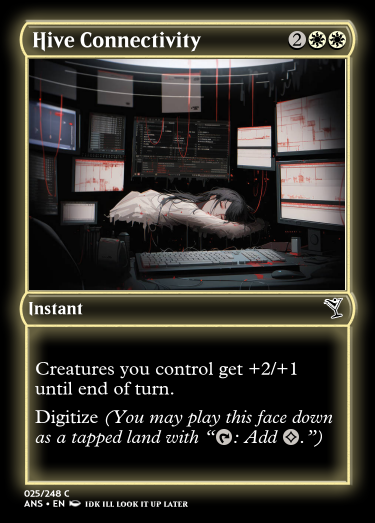 Hive Connectivity 2
Instant
Creatures you control get +2/+1
until end of turn.
Digitize (You may play this face down
as a tapped land with “: Add .”)
025/248 C
ANS • EN IDK ILL LOOK IT UP LATER